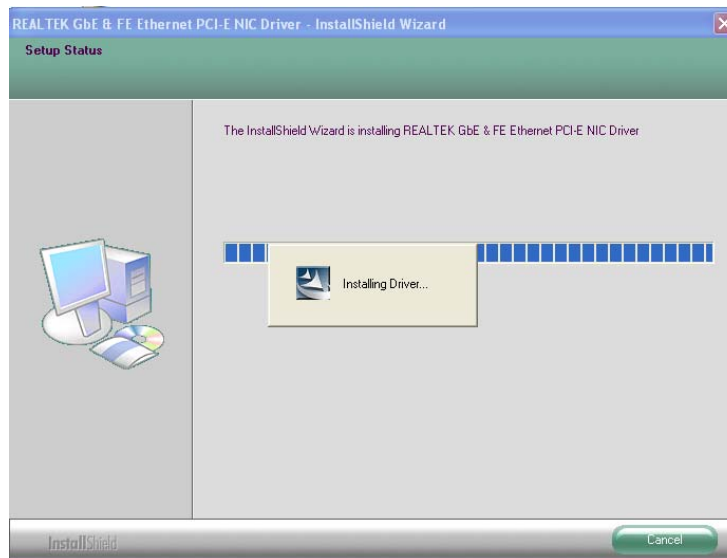 REALTEK GbE & FE Ethernet PCI-E NIC Driver - InstallShield Wizard
Setup Status
The InstallShield Wizard is installing REALTEK GbE & FE Ethernet PCI-E NIC Driver
Installing Driver...
InstallShield
Cancel